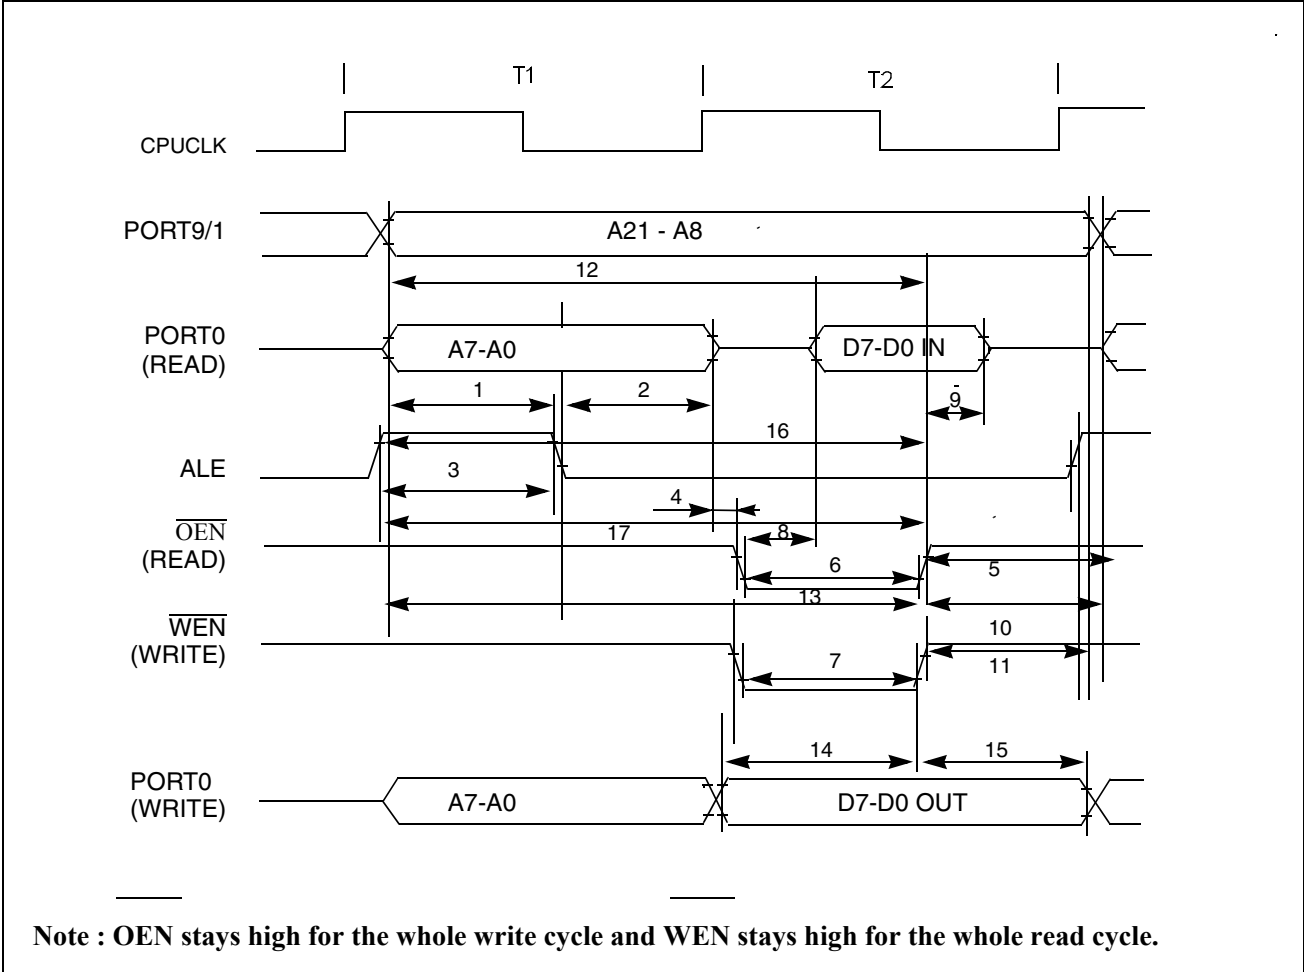 T1 T2
CPUCLK
PORT9/1 A21 - A8
12
PORT0
(READ) A7-A0 D7-D0 IN
1 2 9
16
ALE
3
4
OEN
(READ)
17 8
6 5
13
WEN
(WRITE)
10
7 11
14 15
PORT0
(WRITE) A7-A0 D7-D0 OUT
Note : OEN stays high for the whole write cycle and WEN stays high for the whole read cycle.